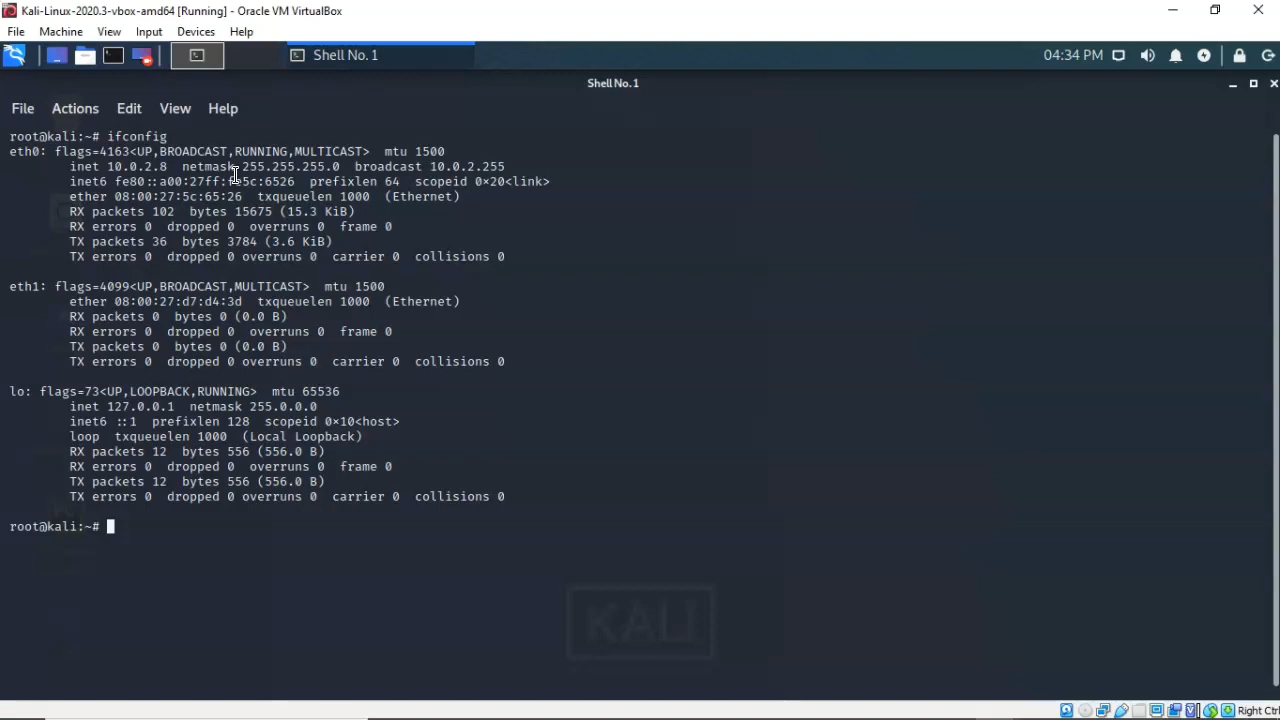 Kali-Linux-2020.3-vbox-amd64 [Running] - Oracle VM VirtualBox
File Machine View Input Devices Help
Shell No. 1 04:34 PM
Shell No. 1
File Actions Edit View Help
root@kali:~# ifconfig
eth0: flags=4163<UP,BROADCAST,RUNNING,MULTICAST> mtu 1500
inet 10.0.2.8 netmask 255.255.255.0 broadcast 10.0.2.255
inet6 fe80::a00:27ff:fe5c:6526 prefixlen 64 scopeid 0×20<link>
ether 08:00:27:5c:65:26 txqueuelen 1000 (Ethernet)
RX packets 102 bytes 15675 (15.3 KiB)
RX errors 0 dropped 0 overruns 0 frame 0
TX packets 36 bytes 3784 (3.6 KiB)
TX errors 0 dropped 0 overruns 0 carrier 0 collisions 0
eth1: flags=4099<UP,BROADCAST,MULTICAST> mtu 1500
ether 08:00:27:d7:d4:3d txqueuelen 1000 (Ethernet)
RX packets 0 bytes 0 (0.0 B)
RX errors 0 dropped 0 overruns 0 frame 0
TX packets 0 bytes 0 (0.0 B)
TX errors 0 dropped 0 overruns 0 carrier 0 collisions 0
lo: flags=73<UP,LOOPBACK,RUNNING> mtu 65536
inet 127.0.0.1 netmask 255.0.0.0
inet6 ::1 prefixlen 128 scopeid 0×10<host>
loop txqueuelen 1000 (Local Loopback)
RX packets 12 bytes 556 (556.0 B)
RX errors 0 dropped 0 overruns 0 frame 0
TX packets 12 bytes 556 (556.0 B)
TX errors 0 dropped 0 overruns 0 carrier 0 collisions 0
root@kali:~#
KALI
Right Ctrl